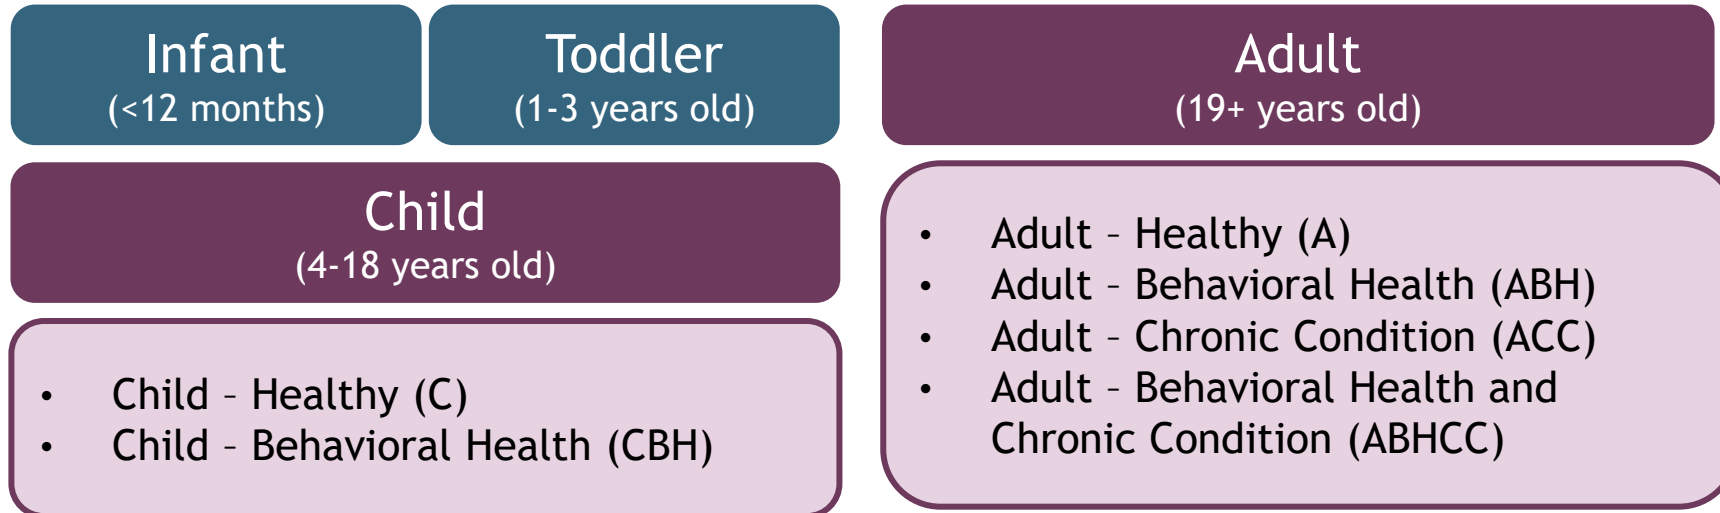 Infant
(<12 months)
Toddler
(1-3 years old)
Child
(4-18 years old)
• Child – Healthy (C)
• Child – Behavioral Health (CBH)
Adult
(19+ years old)
• Adult – Healthy (A)
• Adult – Behavioral Health (ABH)
• Adult – Chronic Condition (ACC)
• Adult – Behavioral Health and
Chronic Condition (ABHCC)